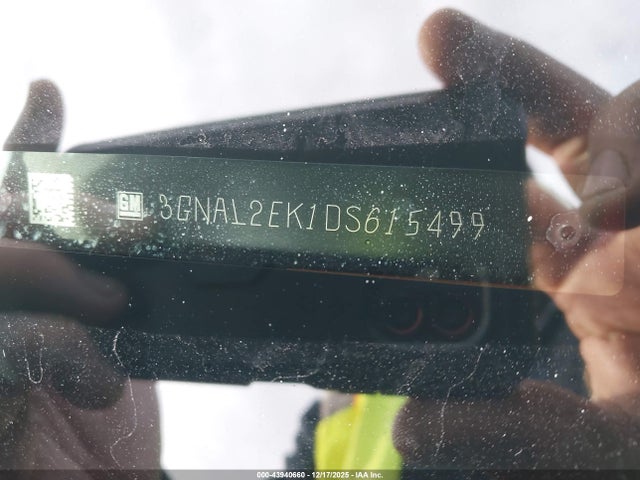 GM 3GNAL2EK1DS615499
000-43940660 - 12/17/2025 - IAA Inc.